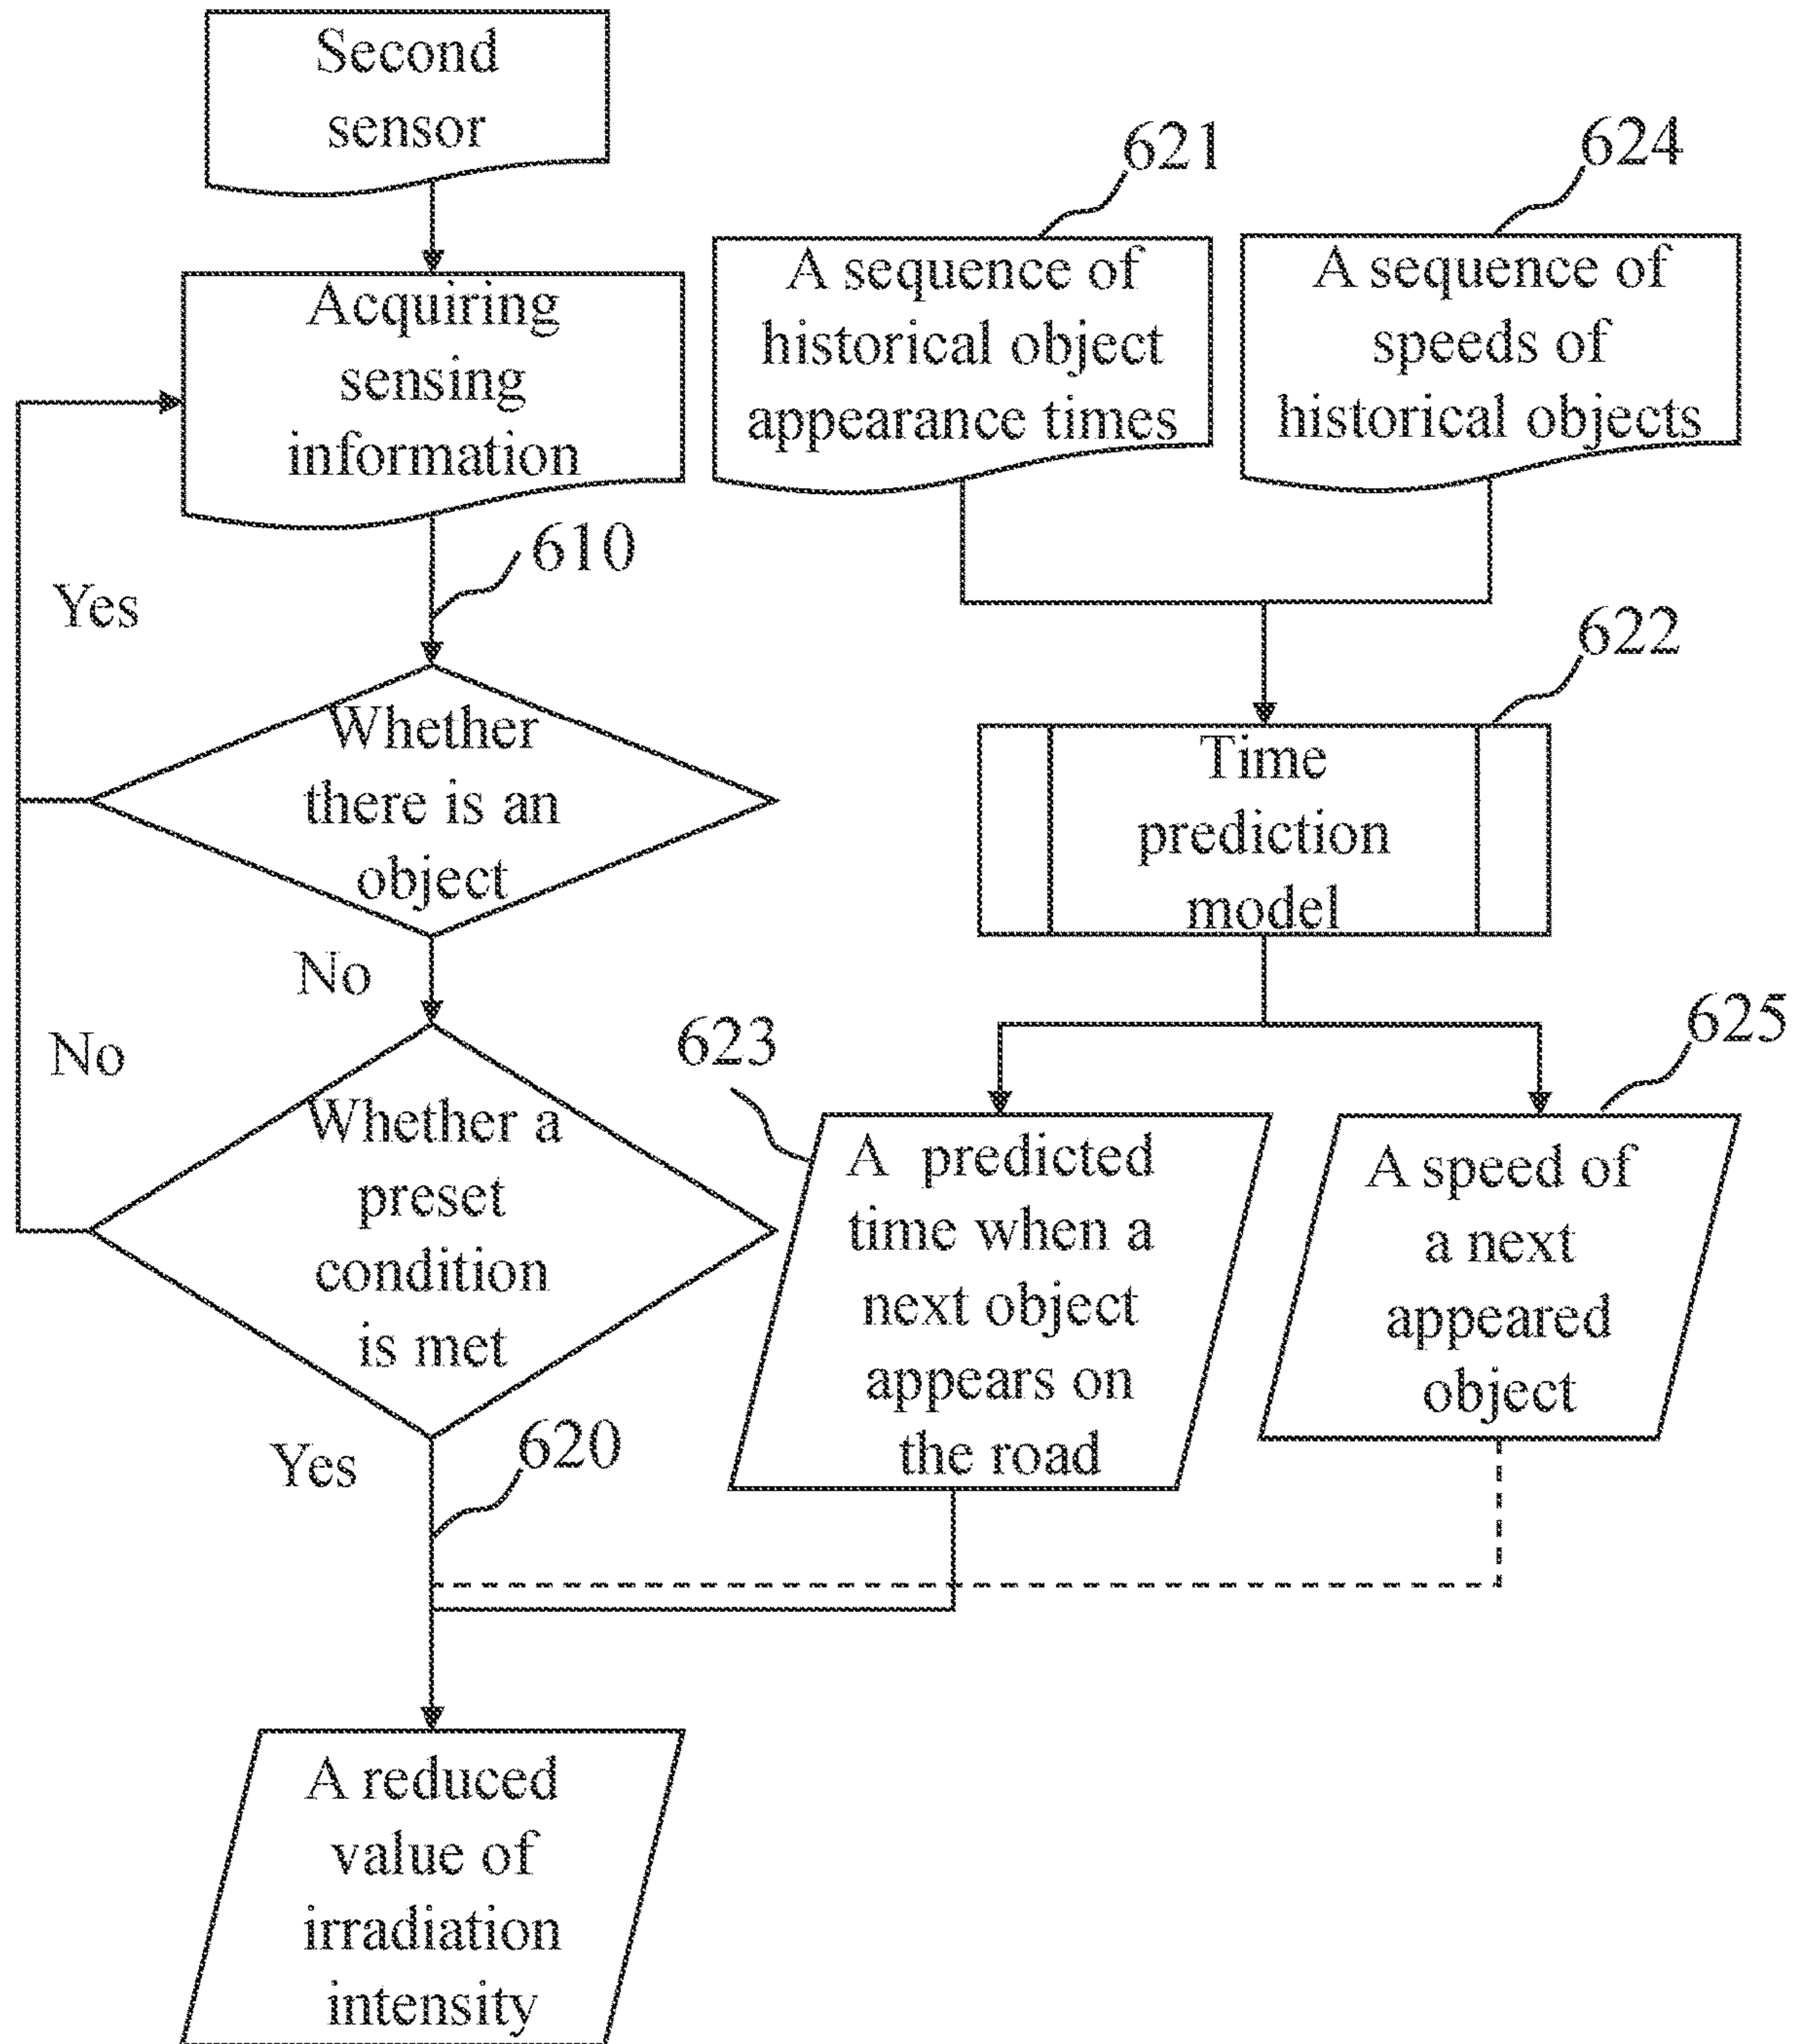 Second
sensor
Acquiring
sensing
information
621
A sequence of
historical object
appearance times
624
A sequence of
speeds of
historical objects
610
Yes
Whether
there is an
object
622
Time
prediction
model
No
No
Whether a
preset
condition
is met
623
A predicted
time when a
next object
appears on
the road
625
A speed of
a next
appeared
object
Yes
620
A reduced
value of
irradiation
intensity